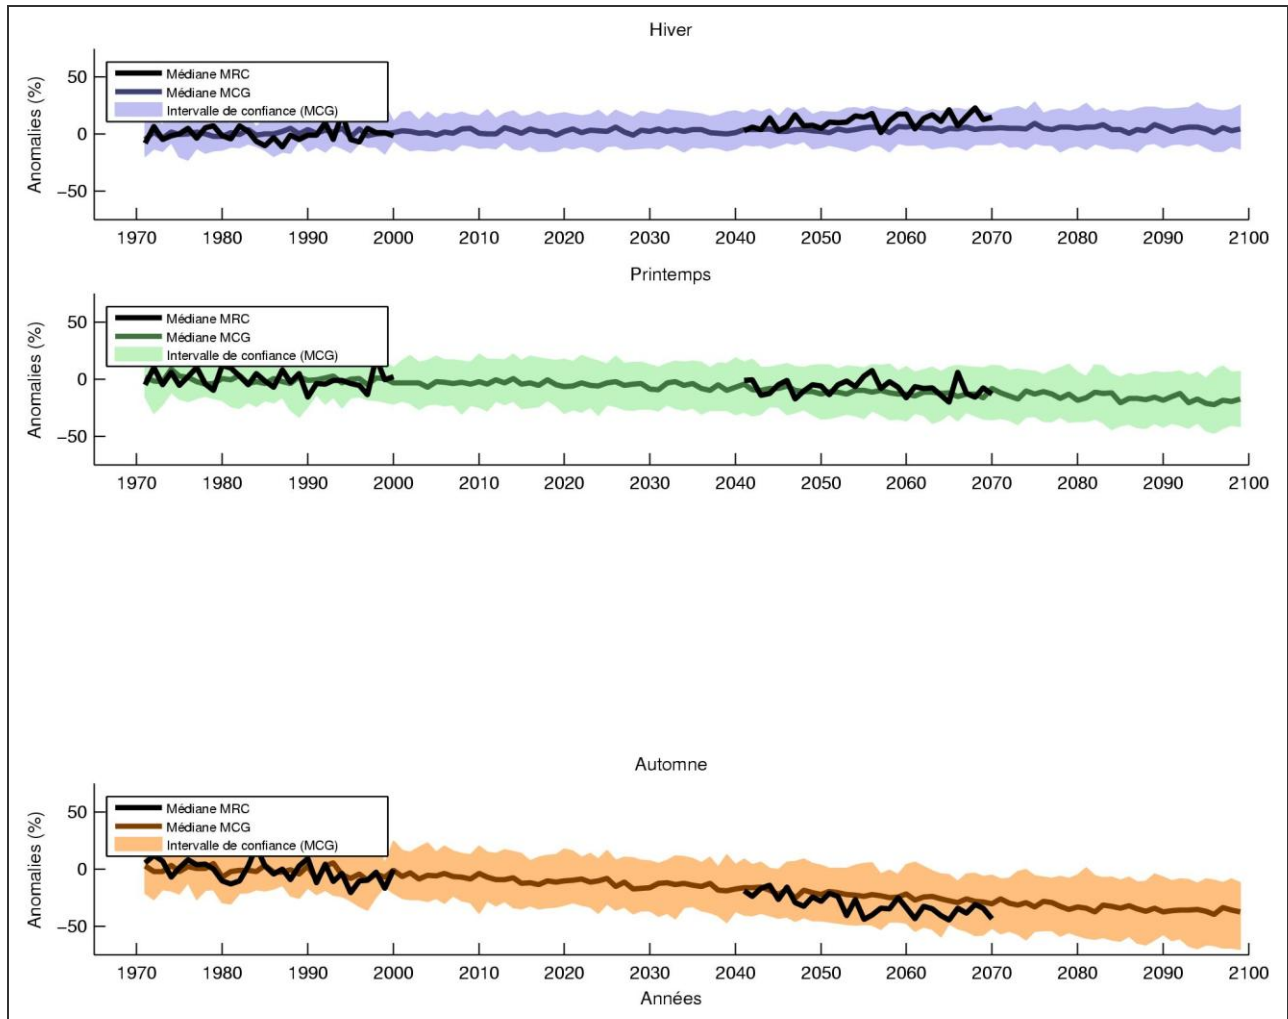 Hiver
Anomalies (%)
50
0
−50
Médiane MRC
Médiane MCG
Intervalle de confiance (MCG)
1970 1980 1990 2000 2010 2020 2030 2040 2050 2060 2070 2080 2090 2100
Printemps
Anomalies (%)
50
0
−50
Médiane MRC
Médiane MCG
Intervalle de confiance (MCG)
1970 1980 1990 2000 2010 2020 2030 2040 2050 2060 2070 2080 2090 2100
Automne
Anomalies (%)
50
0
−50
Médiane MRC
Médiane MCG
Intervalle de confiance (MCG)
1970 1980 1990 2000 2010 2020 2030 2040 2050 2060 2070 2080 2090 2100
Années